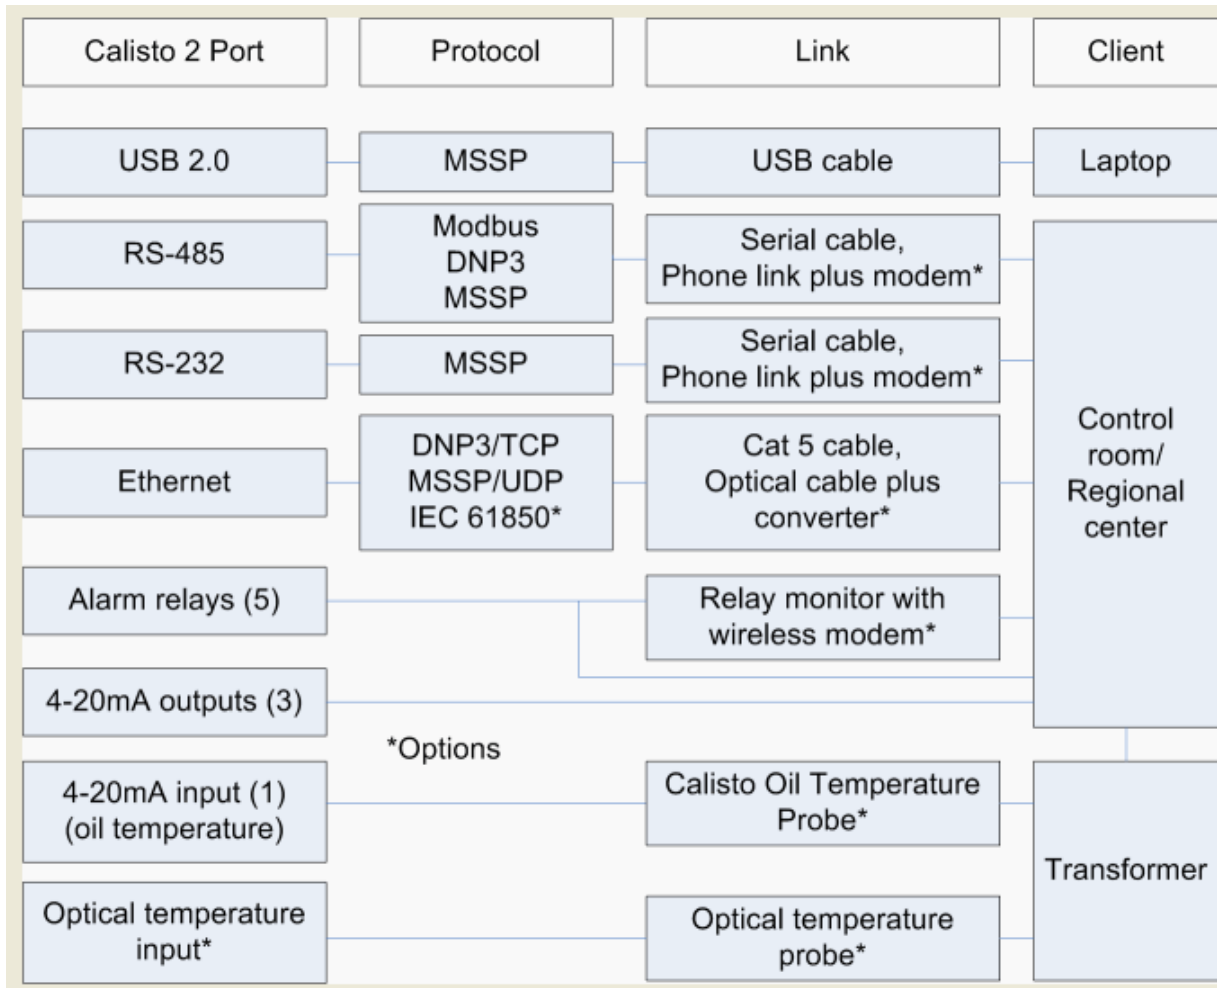 Calisto 2 Port
Protocol
Link
Client
USB 2.0
MSSP
USB cable
Laptop
RS-485
Modbus
DNP3
MSSP
Serial cable,
Phone link plus modem*
RS-232
MSSP
Serial cable,
Phone link plus modem*
Ethernet
DNP3/TCP
MSSP/UDP
IEC 61850*
Cat 5 cable,
Optical cable plus
converter*
Control
room/
Regional
center
Alarm relays (5)
Relay monitor with
wireless modem*
4-20mA outputs (3)
*Options
4-20mA input (1)
(oil temperature)
Calisto Oil Temperature
Probe*
Transformer
Optical temperature
input*
Optical temperature
probe*